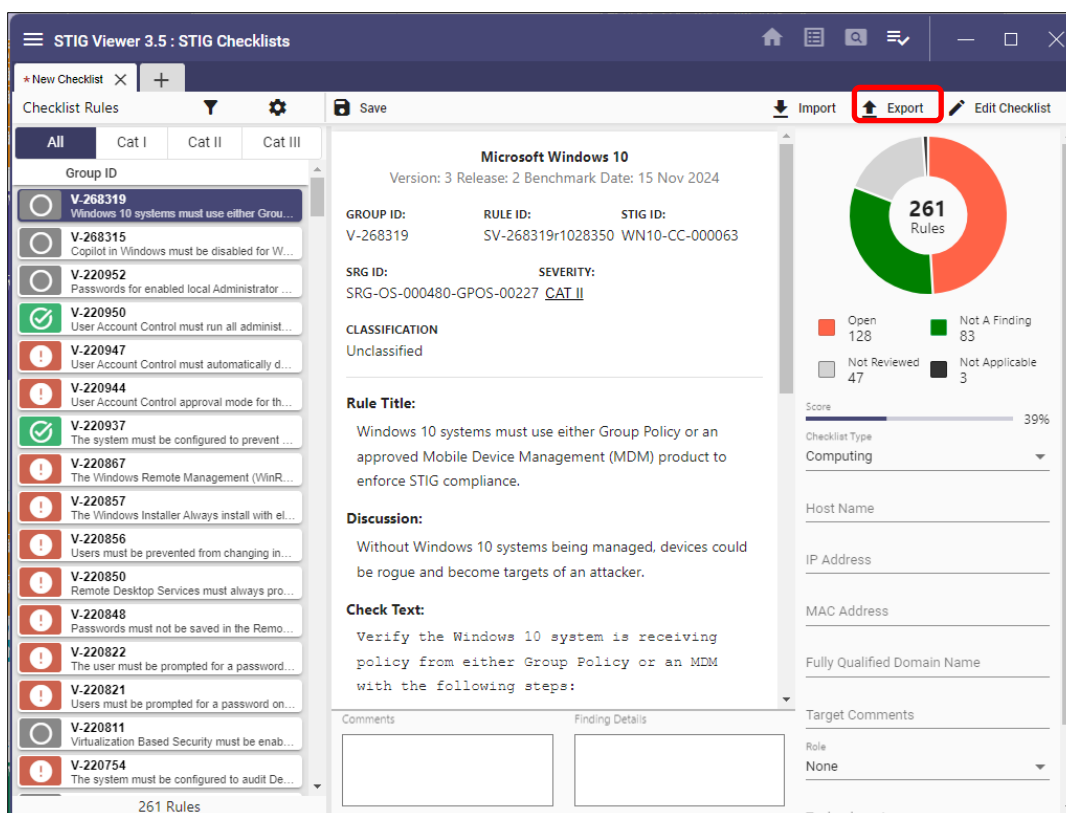 STIG Viewer 3.5 : STIG Checklists
* New Checklist
Checklist Rules
Save
Import
Export
Edit Checklist
All
Cat I
Cat II
Cat III
Group ID
V-268319
Windows 10 systems must use either Grou...
V-268315
Copilot in Windows must be disabled for W...
V-220952
Passwords for enabled local Administrator ...
V-220950
User Account Control must run all administ...
V-220947
User Account Control must automatically d...
V-220944
User Account Control approval mode for th...
V-220937
The system must be configured to prevent ...
V-220867
The Windows Remote Management (WinR...
V-220857
The Windows Installer Always install with el...
V-220856
Users must be prevented from changing in...
V-220850
Remote Desktop Services must always pro...
V-220848
Passwords must not be saved in the Remo...
V-220822
The user must be prompted for a password...
V-220821
Users must be prompted for a password on...
V-220811
Virtualization Based Security must be enab...
V-220754
The system must be configured to audit De...
261 Rules
Microsoft Windows 10
Version: 3 Release: 2 Benchmark Date: 15 Nov 2024
GROUP ID: RULE ID: STIG ID:
V-268319 SV-268319r1028350 WN10-CC-000063
SRG ID: SEVERITY:
SRG-OS-000480-GPOS-00227 CAT II
CLASSIFICATION
Unclassified
Rule Title:
Windows 10 systems must use either Group Policy or an
approved Mobile Device Management (MDM) product to
enforce STIG compliance.
Discussion:
Without Windows 10 systems being managed, devices could
be rogue and become targets of an attacker.
Check Text:
Verify the Windows 10 system is receiving
policy from either Group Policy or an MDM
with the following steps:
Comments
Finding Details
261
Rules
Open
128
Not A Finding
83
Not Reviewed
47
Not Applicable
3
Score
39%
Checklist Type
Computing
Host Name
IP Address
MAC Address
Fully Qualified Domain Name
Target Comments
Role
None